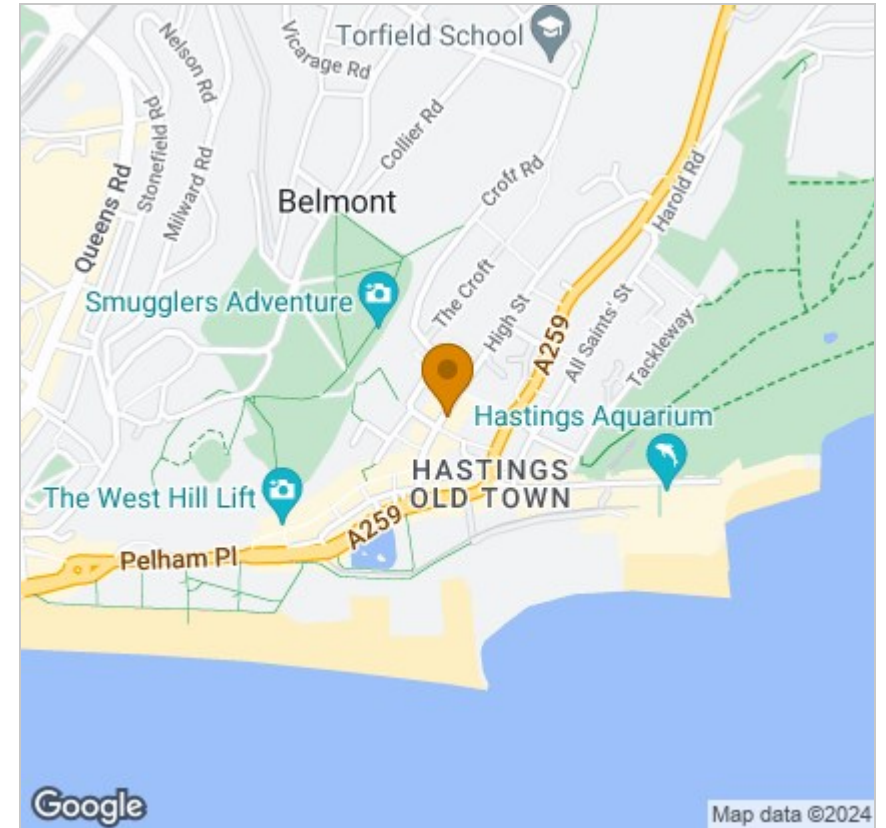 Torfield School
Nelson Rd
Vicarage Rd
Collier Rd
Stonefield Rd
Milward Rd
Queens Rd
Belmont
Croft Rd
Harold Rd
Smugglers Adventure
The Croft
High St
A259
All Saints' St
Tackleway
Hastings Aquarium
HASTINGS
OLD TOWN
The West Hill Lift
A259
Pelham Pl
Google
Map data ©2024